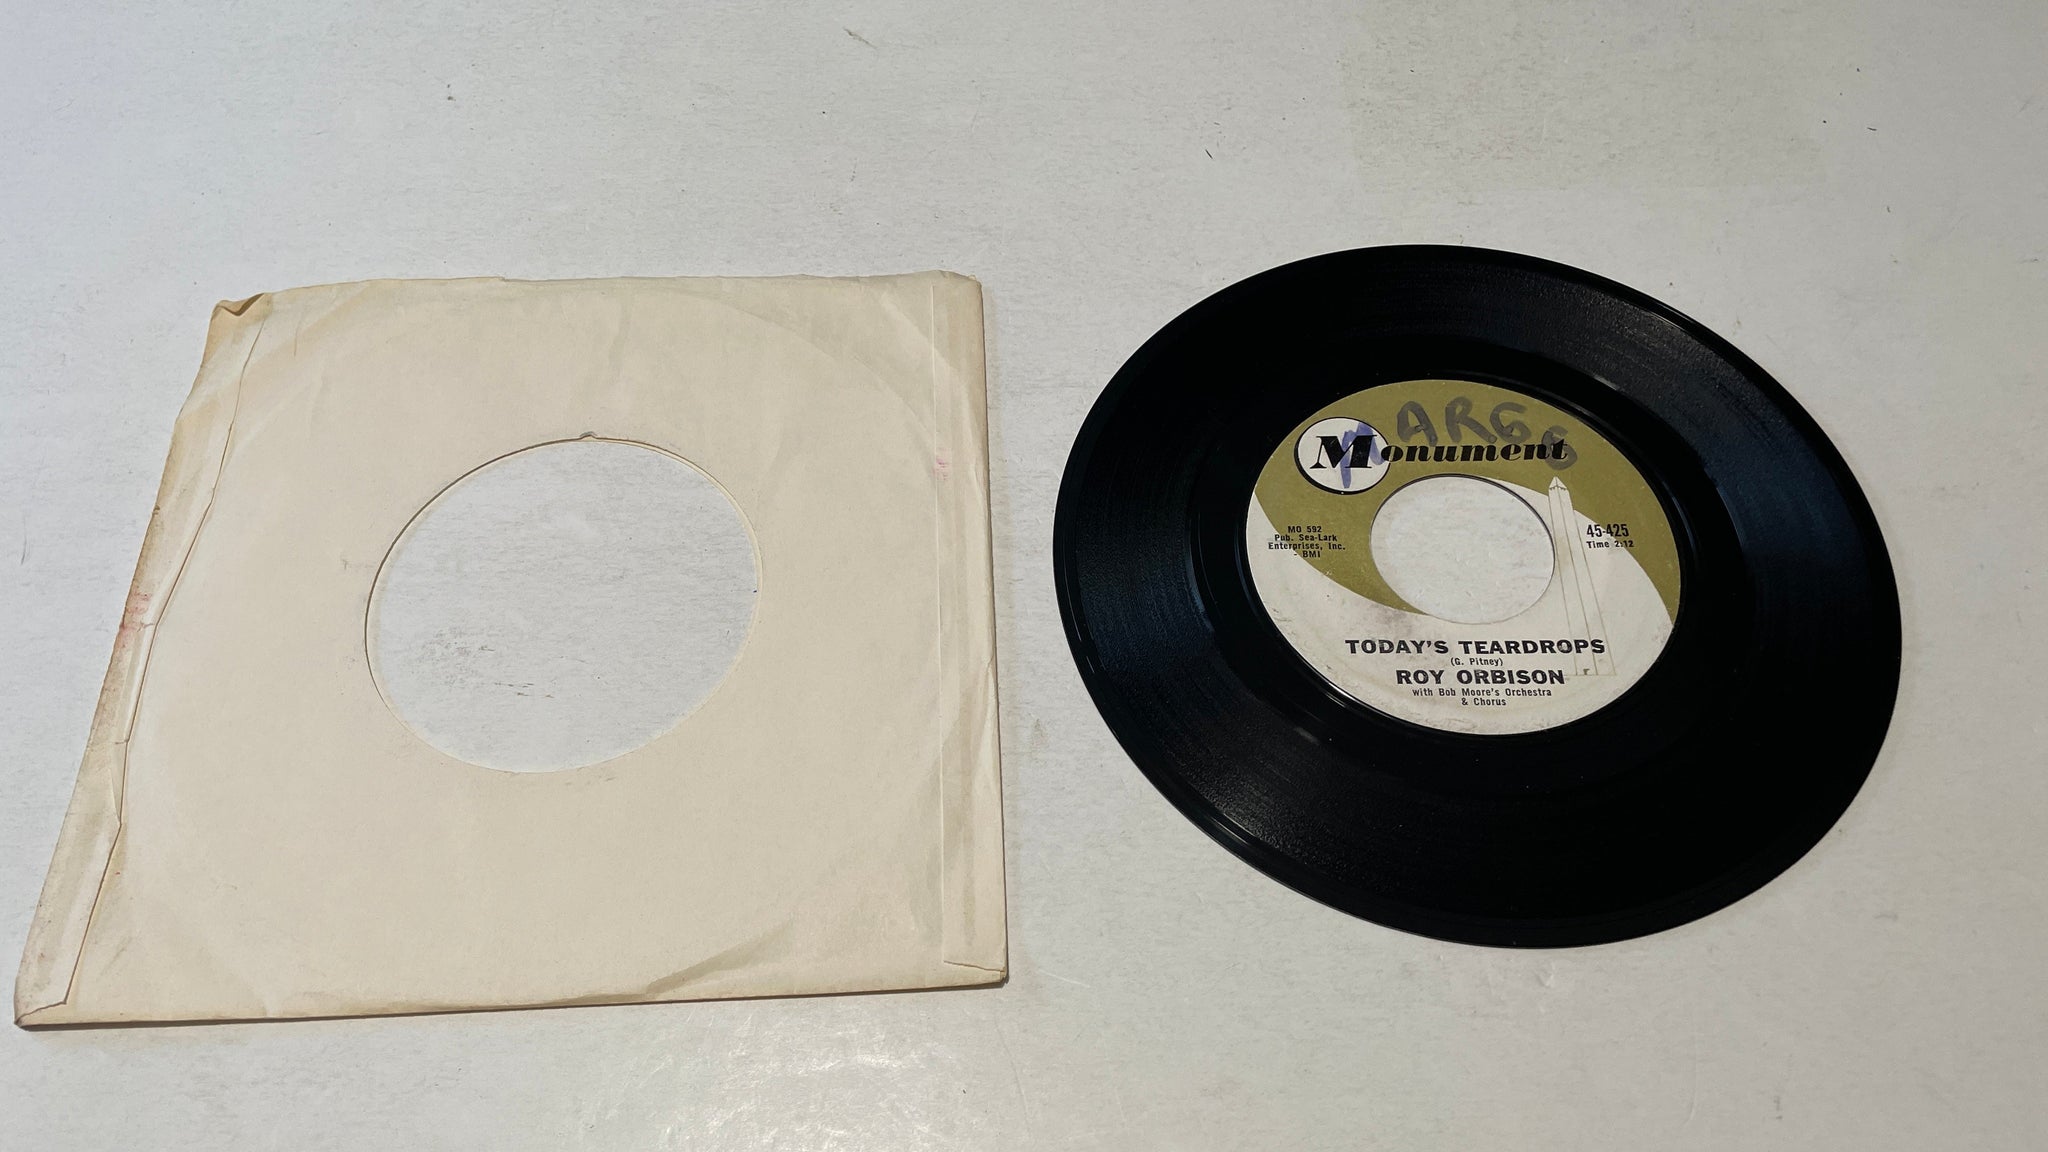 MARGE
Monument
MO 592
Pub. Sea-Lark
Enterprises, Inc.
- BMI
45-425
Time 2:12
TODAY'S TEARDROPS
(G. Pitney)
ROY ORBISON
with Bob Moore's Orchestra
& Chorus